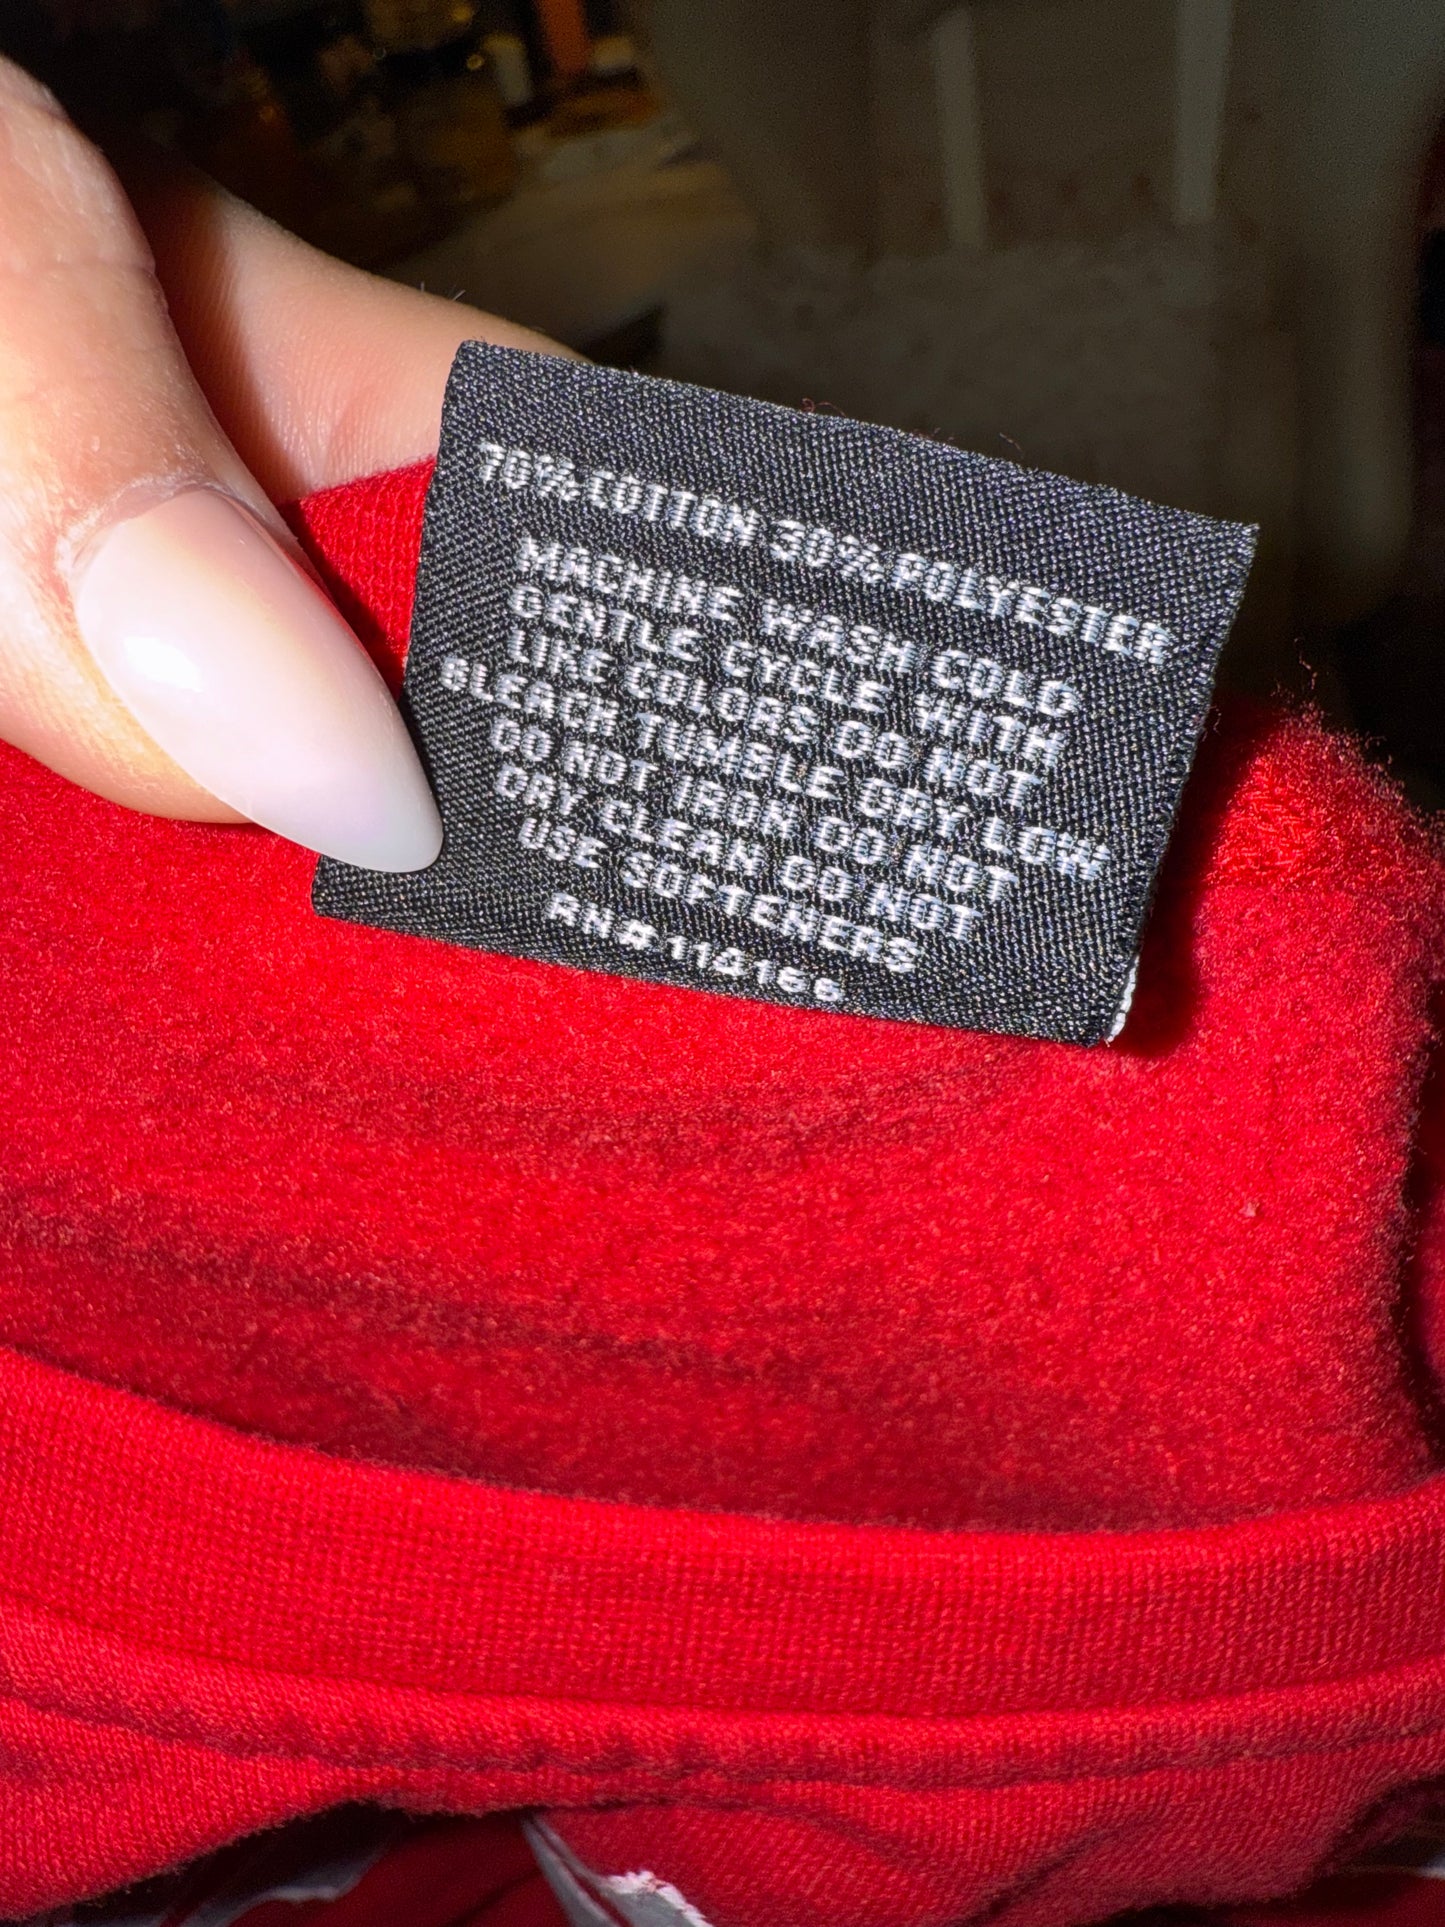 70% COTTON 30% POLYESTER
MACHINE WASH COLD
GENTLE CYCLE WITH
LIKE COLORS DO NOT
BLEACH TUMBLE DRY LOW
DO NOT IRON DO NOT
DRY CLEAN DO NOT
USE SOFTENERS
RN# 114166